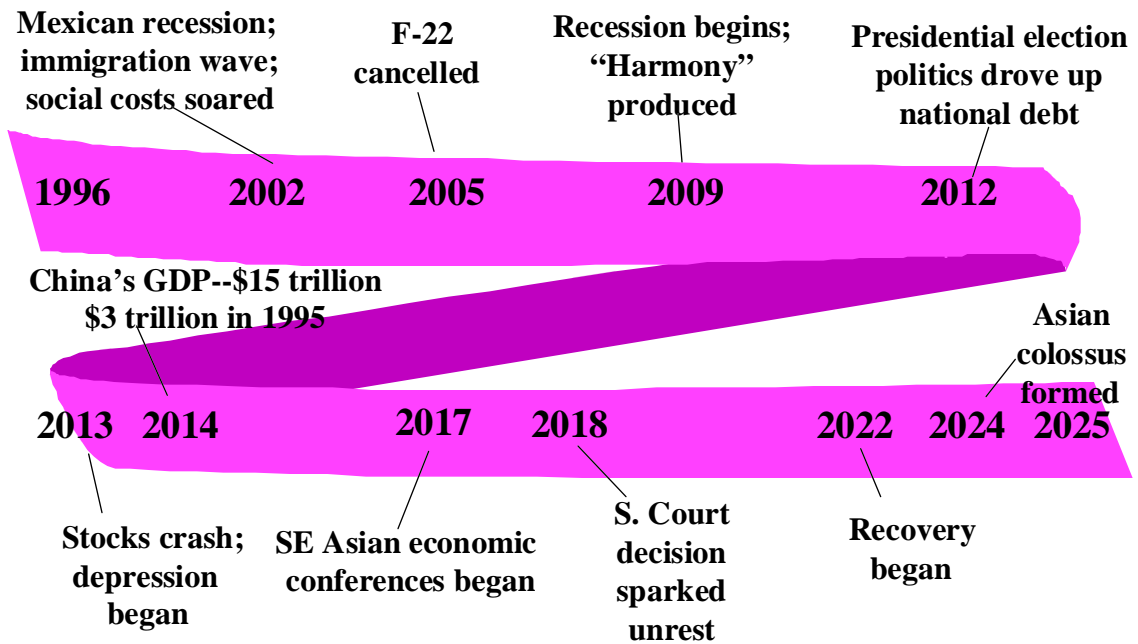 Mexican recession;
immigration wave;
social costs soared
F-22
cancelled
Recession begins;
“Harmony”
produced
Presidential election
politics drove up
national debt
1996
2002
2005
2009
2012
China’s GDP--$15 trillion
$3 trillion in 1995
Asian
colossus
formed
2013
2014
2017
2018
2022
2024
2025
Stocks crash;
depression
began
SE Asian economic
conferences began
S. Court
decision
sparked
unrest
Recovery
began